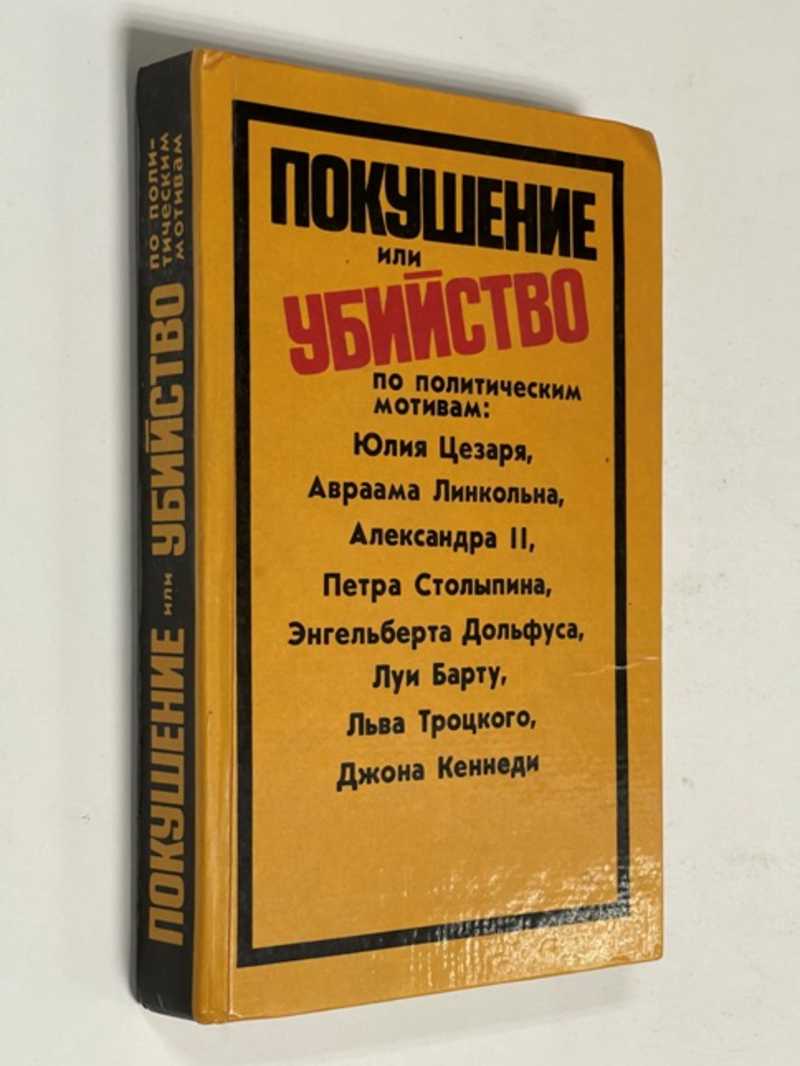 ПОКУШЕНИЕ
или
УБИЙСТВО
по политическим
мотивам:
Юлия Цезаря,
Авраама Линкольна,
Александра II,
Петра Столыпина,
Энгельберта Дольфуса,
Луи Барту,
Льва Троцкого,
Джона Кеннеди
ПОКУШЕНИЕ или УБИЙСТВО по поли-
тическим
мотивам